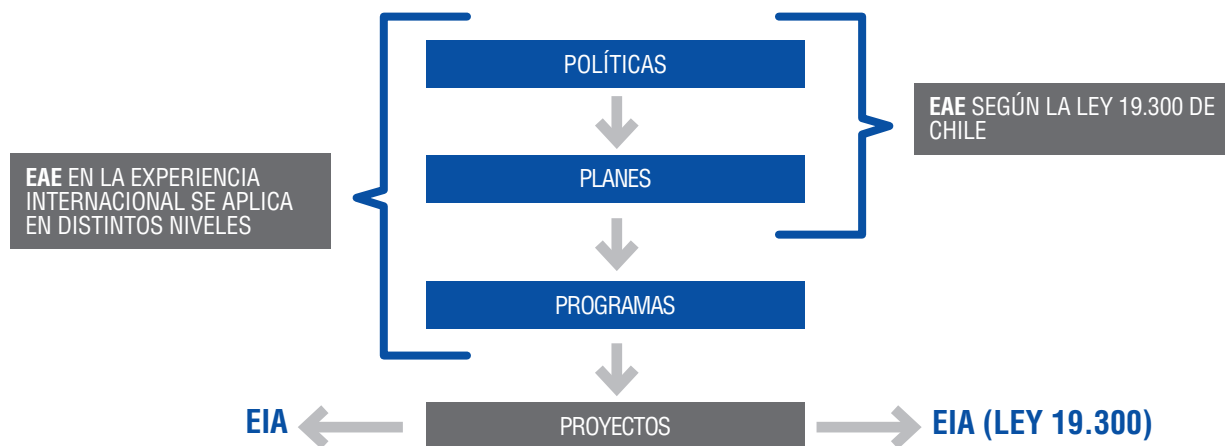 POLÍTICAS
EAE SEGÚN LA LEY 19.300 DE
CHILE
EAE EN LA EXPERIENCIA
INTERNACIONAL SE APLICA
EN DISTINTOS NIVELES
PLANES
PROGRAMAS
EIA
PROYECTOS
EIA (LEY 19.300)